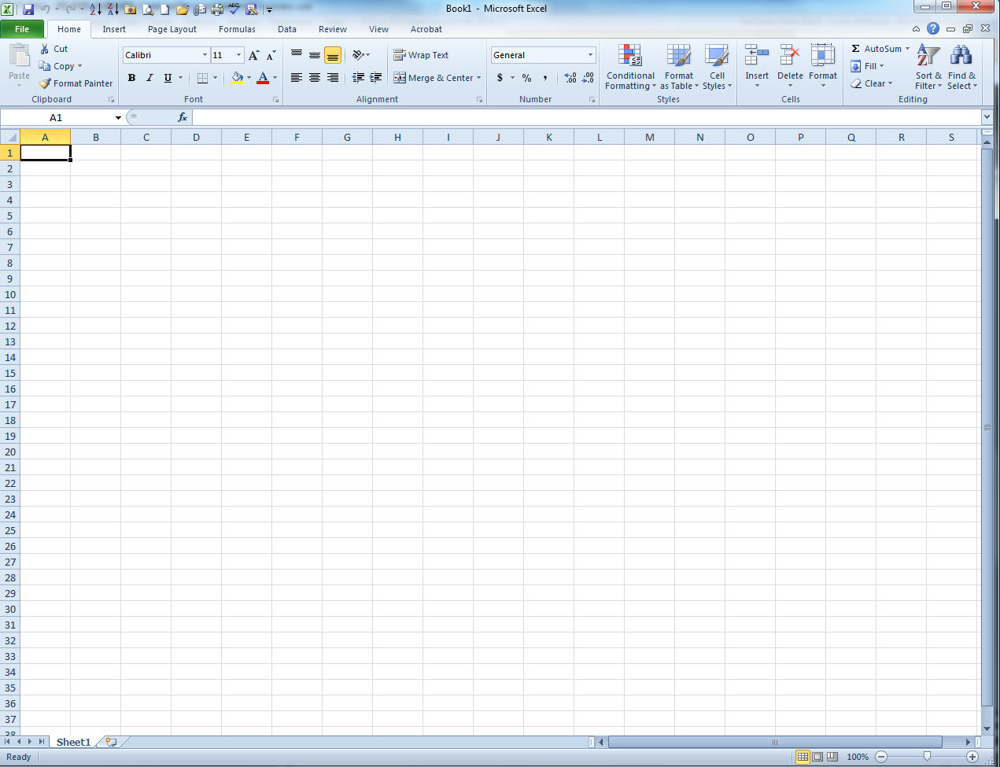 Book1 - Microsoft Excel
File Home Insert Page Layout Formulas Data Review View Acrobat
Paste Cut Copy Format Painter Clipboard
Calibri 11 A A B I U A Font
Wrap Text Merge & Center Alignment
General $ % , .00 .00 Number
Conditional Formatting Format as Table Cell Styles Styles
Insert Delete Format Cells
Σ AutoSum Fill Clear Sort & Filter Find & Select Editing
A1 fx
A B C D E F G H I J K L M N O P Q R S
1
2
3
4
5
6
7
8
9
10
11
12
13
14
15
16
17
18
19
20
21
22
23
24
25
26
27
28
29
30
31
32
33
34
35
36
37
38
Sheet1
Ready 100%